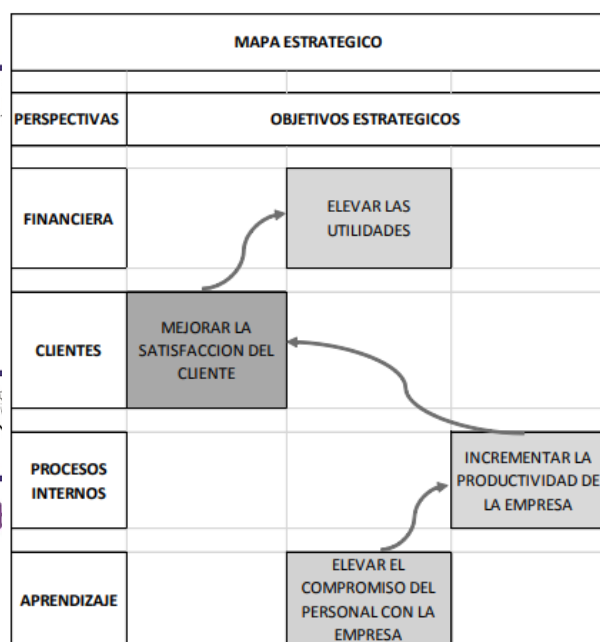 MAPA ESTRATEGICO
PERSPECTIVAS
OBJETIVOS ESTRATEGICOS
FINANCIERA
ELEVAR LAS
UTILIDADES
CLIENTES
MEJORAR LA
SATISFACCION DEL
CLIENTE
PROCESOS
INTERNOS
INCREMENTAR LA
PRODUCTIVIDAD DE
LA EMPRESA
APRENDIZAJE
ELEVAR EL
COMPROMISO DEL
PERSONAL CON LA
EMPRESA